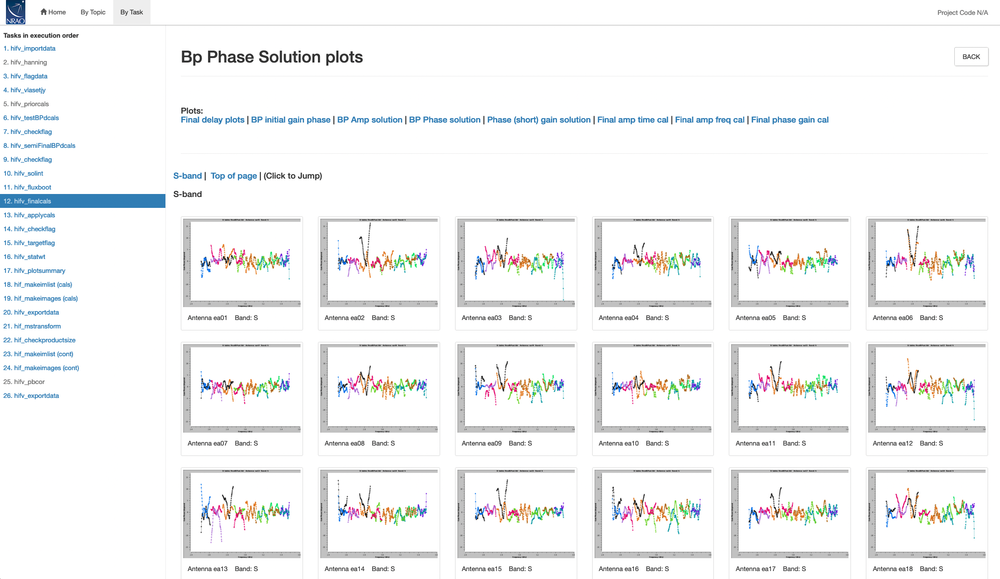 NRAO
Home By Topic By Task Project Code N/A
Tasks in execution order
1. hifv_importdata
2. hifv_hanning
3. hifv_flagdata
4. hifv_vlasetjy
5. hifv_priorcals
6. hifv_testBPdcals
7. hifv_checkflag
8. hifv_semiFinalBPdcals
9. hifv_checkflag
10. hifv_solint
11. hifv_fluxboot
12. hifv_finalcals
13. hifv_applycals
14. hifv_checkflag
15. hifv_targetflag
16. hifv_statwt
17. hifv_plotsummary
18. hif_makeimlist (cals)
19. hif_makeimages (cals)
20. hifv_exportdata
21. hif_mstransform
22. hif_checkproductsize
23. hif_makeimlist (cont)
24. hif_makeimages (cont)
25. hifv_pbcor
26. hifv_exportdata
Bp Phase Solution plots
BACK
Plots:
Final delay plots | BP initial gain phase | BP Amp solution | BP Phase solution | Phase (short) gain solution | Final amp time cal | Final amp freq cal | Final phase gain cal
S-band | Top of page | (Click to Jump)
S-band
Antenna ea01 Band: S
Antenna ea02 Band: S
Antenna ea03 Band: S
Antenna ea04 Band: S
Antenna ea05 Band: S
Antenna ea06 Band: S
Antenna ea07 Band: S
Antenna ea08 Band: S
Antenna ea09 Band: S
Antenna ea10 Band: S
Antenna ea11 Band: S
Antenna ea12 Band: S
Antenna ea13 Band: S
Antenna ea14 Band: S
Antenna ea15 Band: S
Antenna ea16 Band: S
Antenna ea17 Band: S
Antenna ea18 Band: S